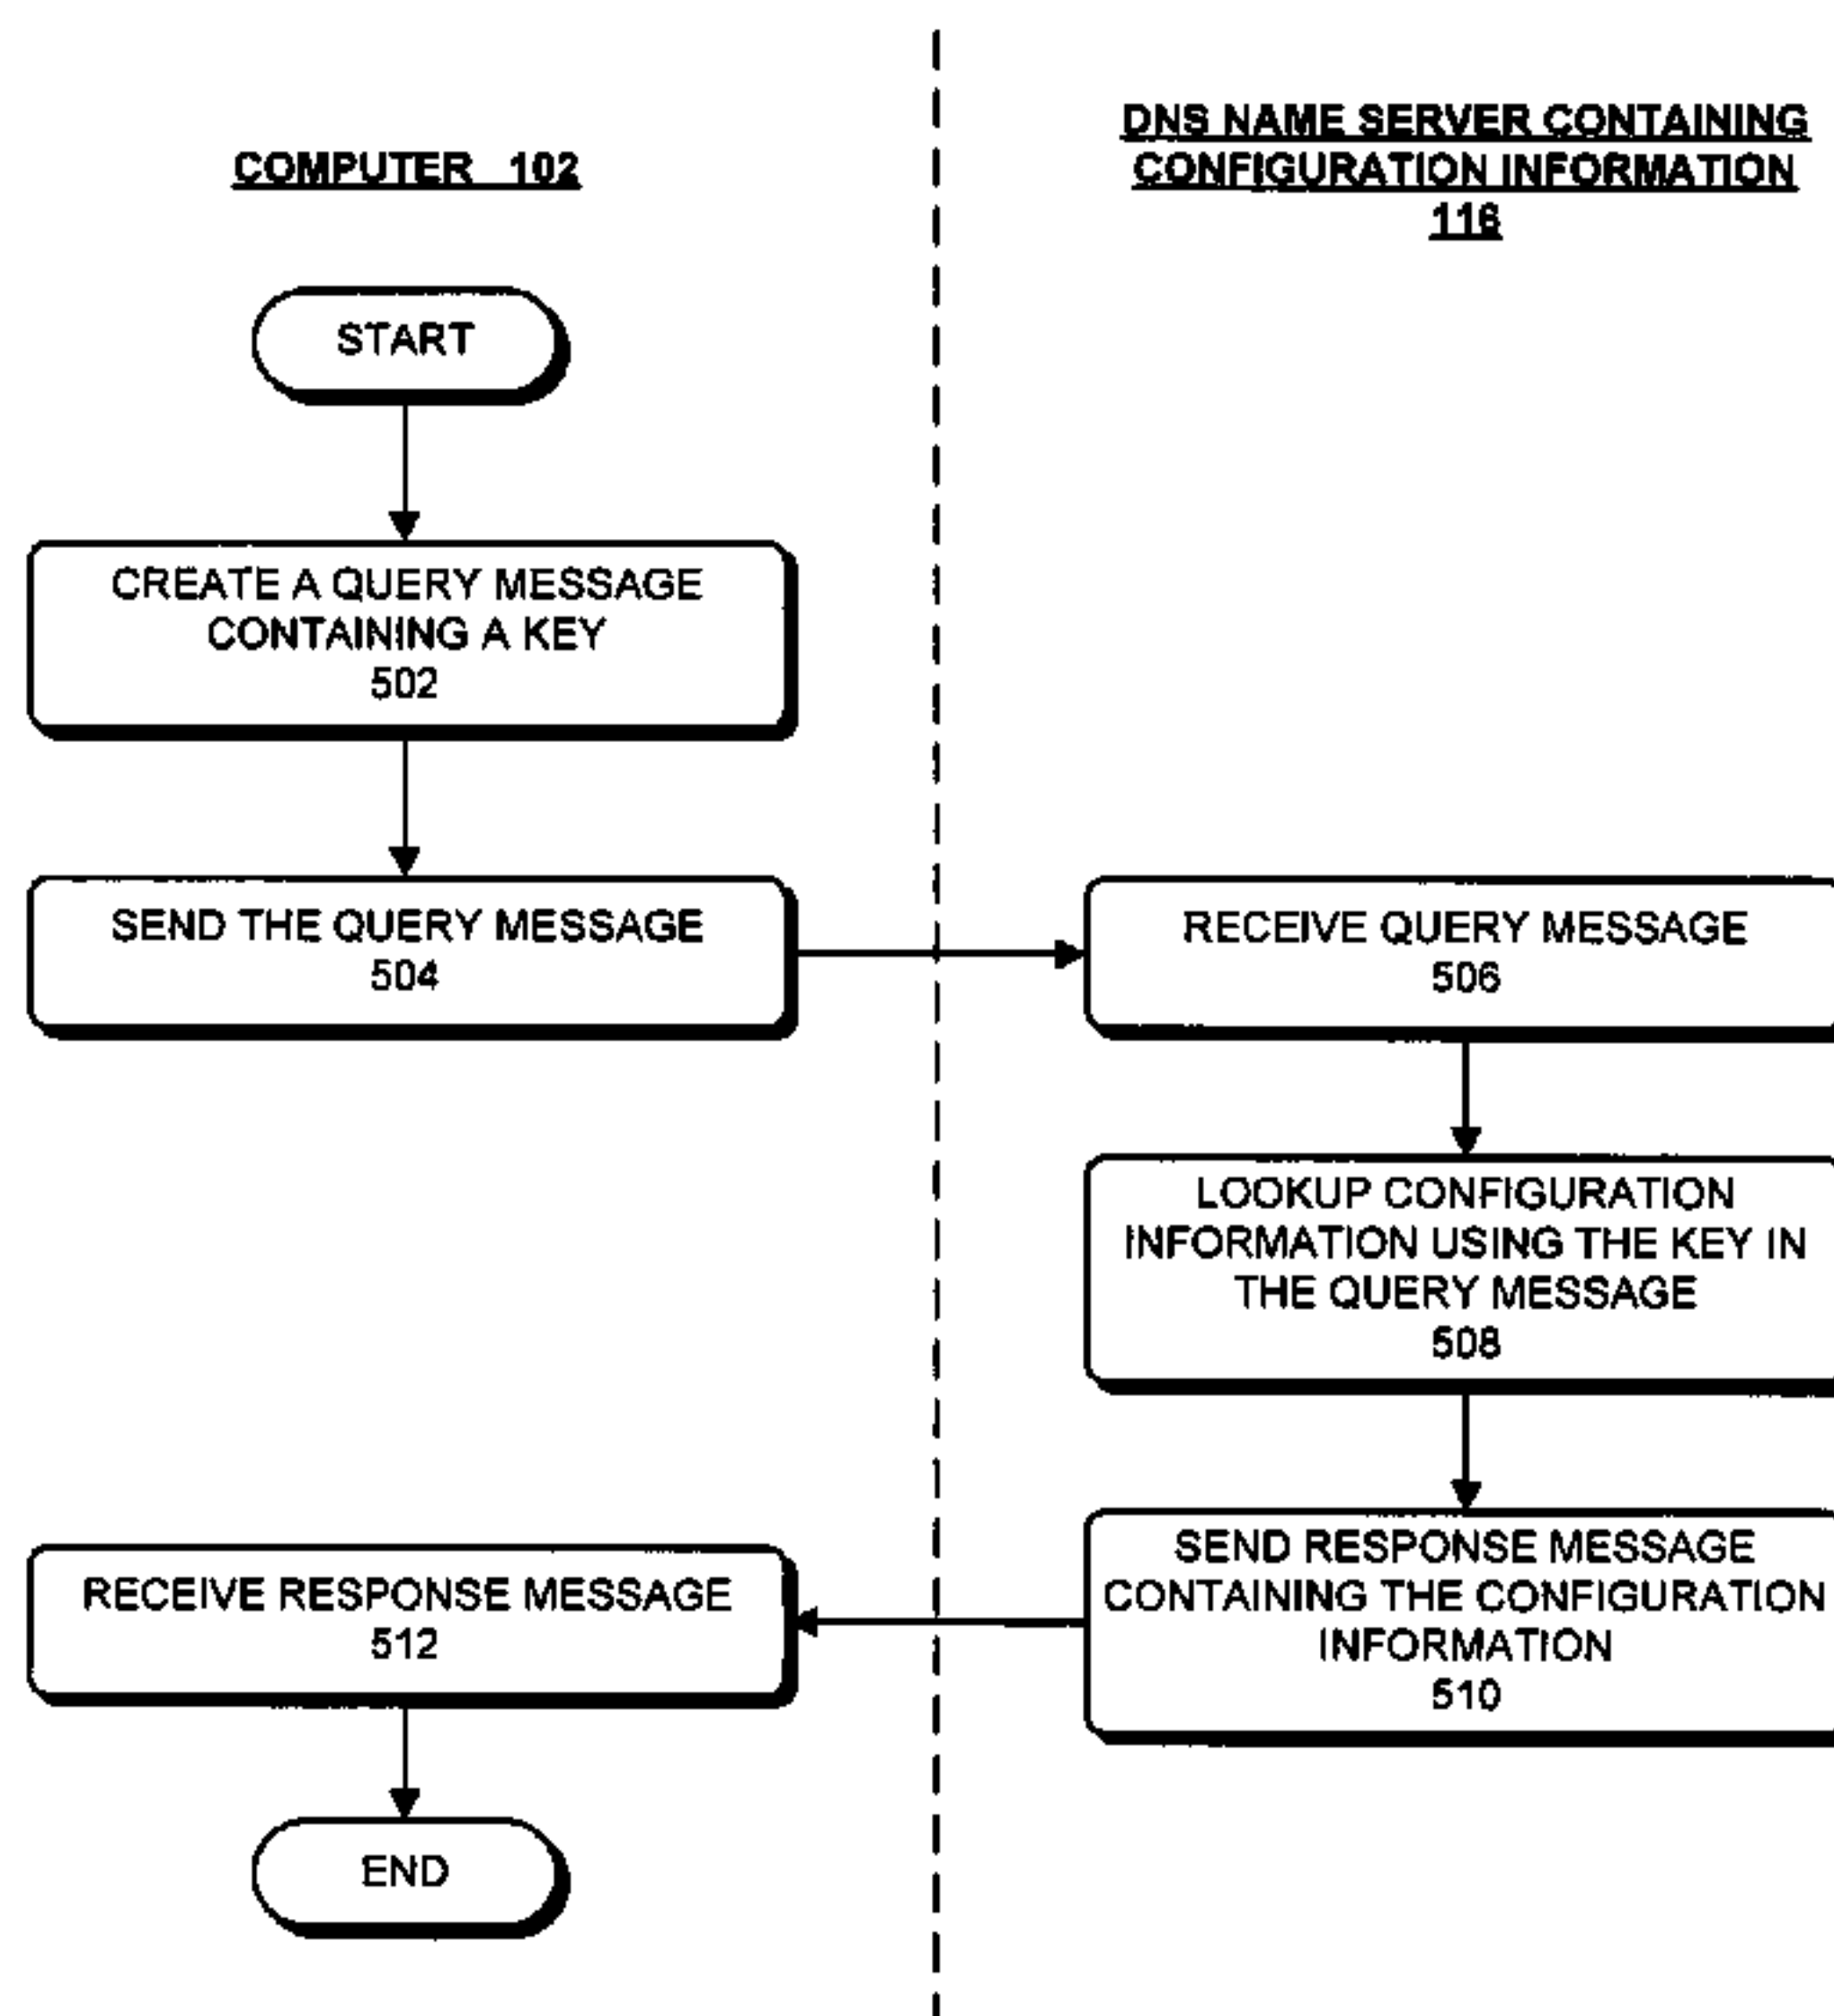 COMPUTER 102
DNS NAME SERVER CONTAINING
CONFIGURATION INFORMATION
116
START
CREATE A QUERY MESSAGE
CONTAINING A KEY
502
SEND THE QUERY MESSAGE
504
RECEIVE QUERY MESSAGE
506
LOOKUP CONFIGURATION
INFORMATION USING THE KEY IN
THE QUERY MESSAGE
508
SEND RESPONSE MESSAGE
CONTAINING THE CONFIGURATION
INFORMATION
510
RECEIVE RESPONSE MESSAGE
512
END